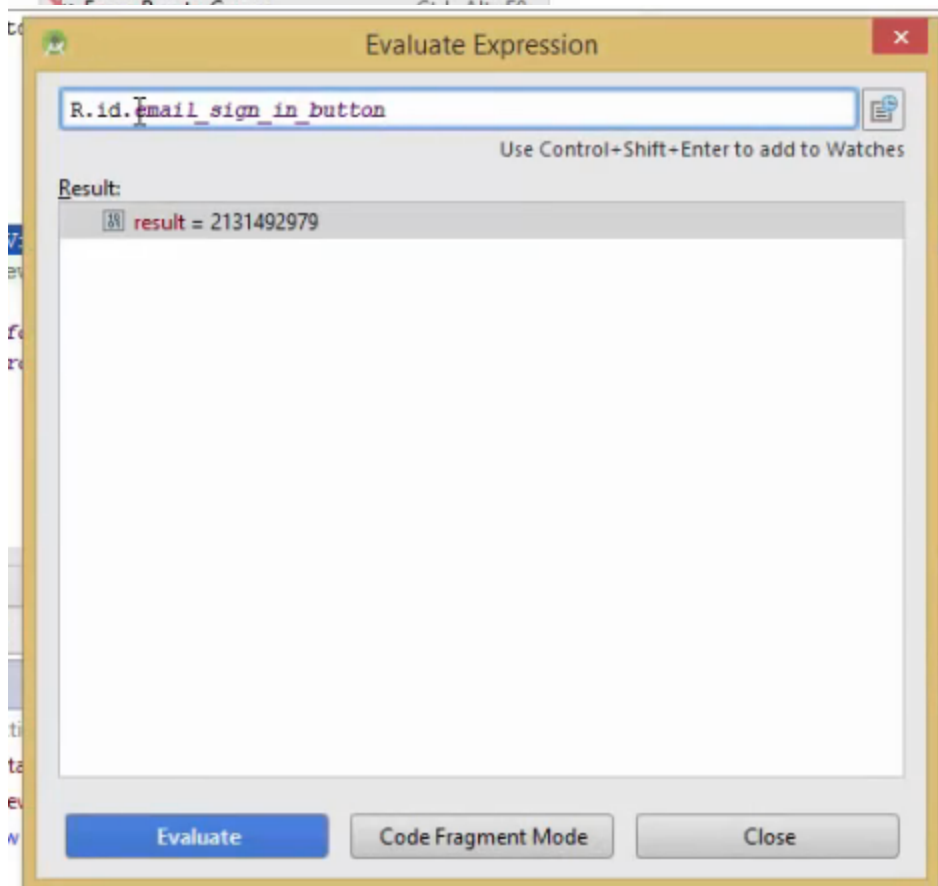 Evaluate Expression
R.id.email_sign_in_button
Use Control+Shift+Enter to add to Watches
Result:
result = 2131492979
Evaluate
Code Fragment Mode
Close